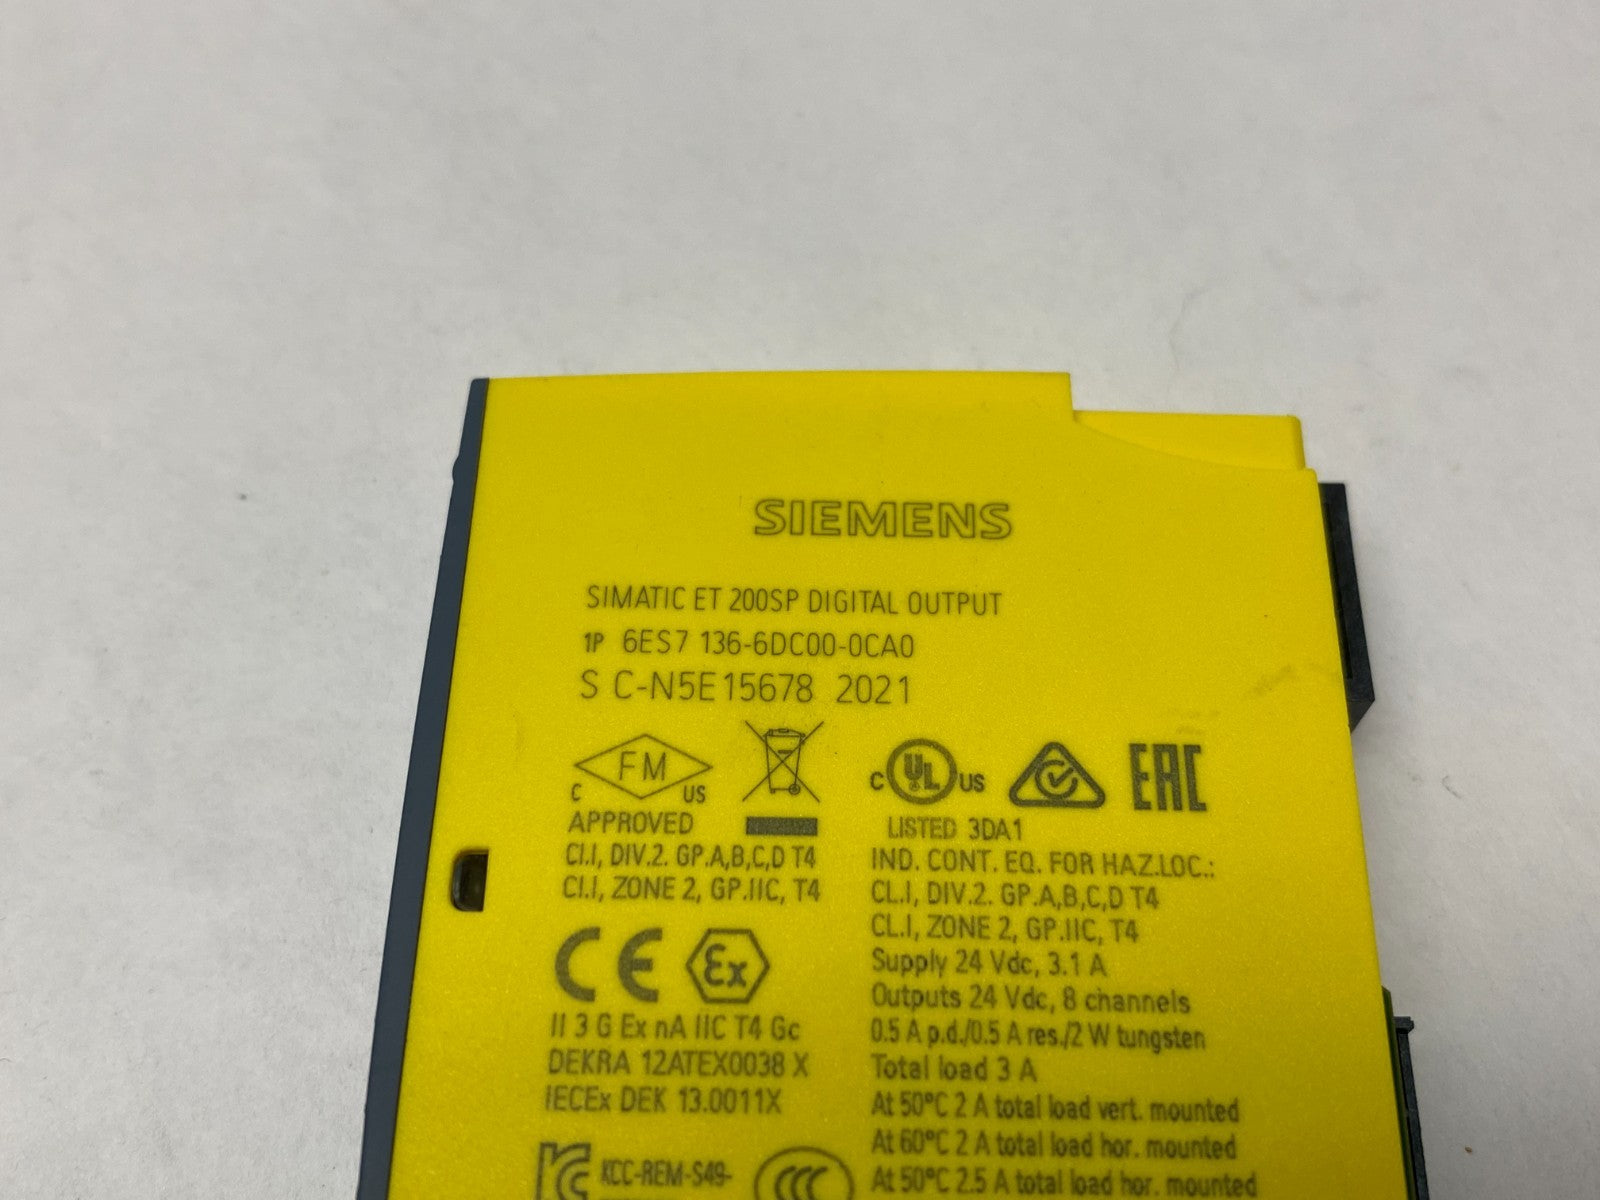 SIEMENS
SIMATIC ET 200SP DIGITAL OUTPUT
1P 6ES7 136-6DC00-0CA0
S C-N5E15678 2021
FM
C US
APPROVED
CI.I, DIV.2. GP.A,B,C,D T4
CI.I, ZONE 2, GP.IIC, T4
CE Ex
II 3 G Ex nA IIC T4 Gc
DEKRA 12ATEX0038 X
IECEx DEK 13.0011X
KCC-REM-S49-
C UL US
EAC
LISTED 3DA1
IND. CONT. EQ. FOR HAZ.LOC.:
CL.I, DIV.2. GP.A,B,C,D T4
CL.I, ZONE 2, GP.IIC, T4
Supply 24 Vdc, 3.1 A
Outputs 24 Vdc, 8 channels
0.5 A p.d./0.5 A res./2 W tungsten
Total load 3 A
At 50°C 2 A total load vert. mounted
At 60°C 2 A total load hor. mounted
At 50°C 2.5 A total load hor. mounted
CCC